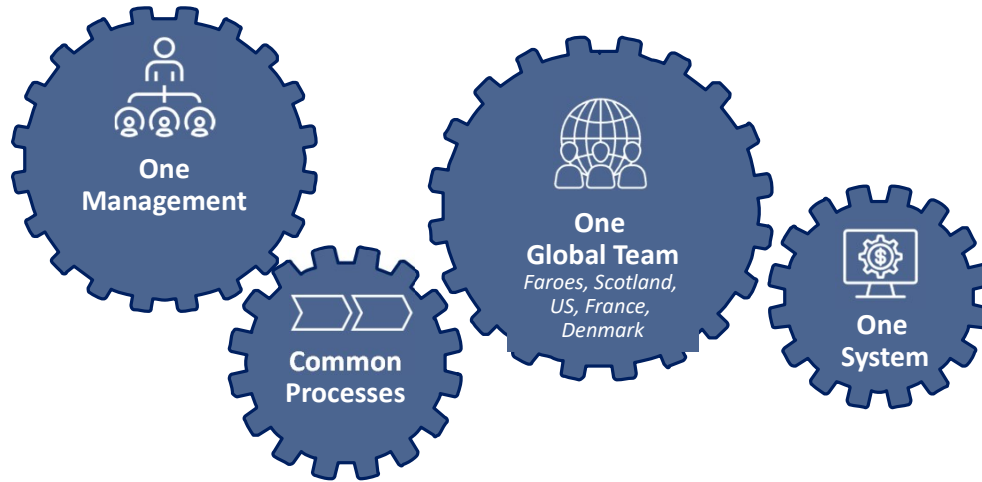 One
Management
Common
Processes
One
Global Team
Faroes, Scotland,
US, France,
Denmark
$
One
System